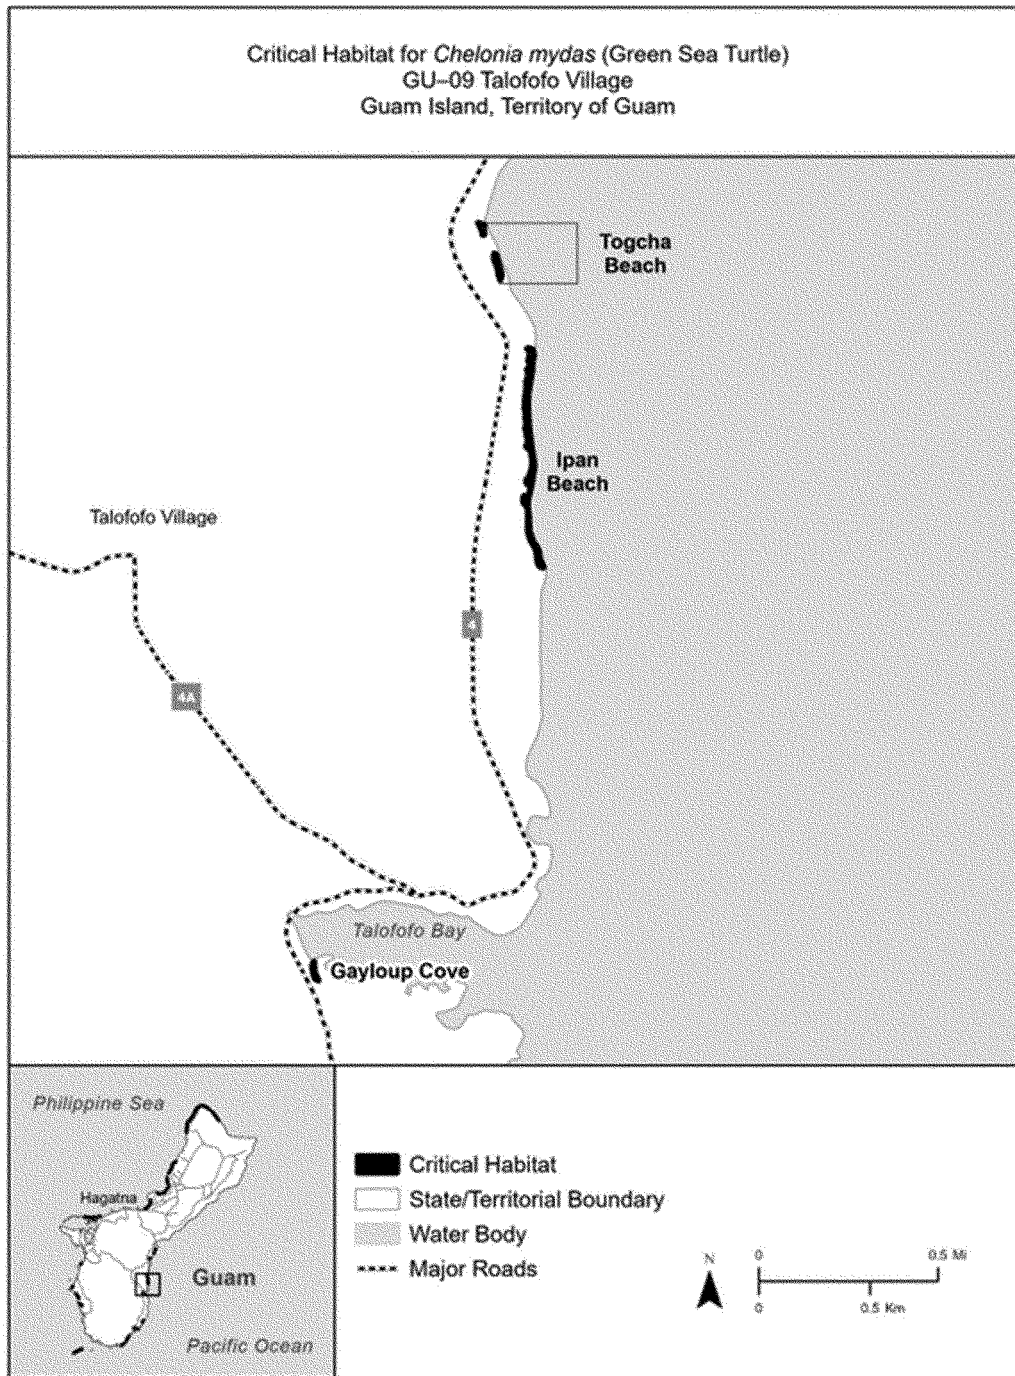 Critical Habitat for Chelonia mydas (Green Sea Turtle)
GU–09 Talofofo Village
Guam Island, Territory of Guam
Togcha
Beach
Ipan
Beach
Talofofo Village
4
4A
Talofofo Bay
Gayloup Cove
Philippine Sea
Hagatna
Guam
Pacific Ocean
Critical Habitat
State/Territorial Boundary
Water Body
Major Roads
N
0 0.5 Mi
0 0.5 Km